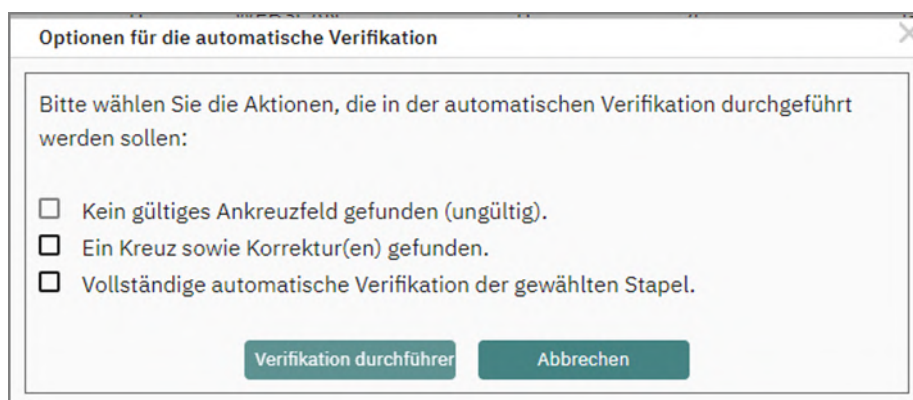 Optionen für die automatische Verifikation
Bitte wählen Sie die Aktionen, die in der automatischen Verifikation durchgeführt
werden sollen:
Kein gültiges Ankreuzfeld gefunden (ungültig).
Ein Kreuz sowie Korrektur(en) gefunden.
Vollständige automatische Verifikation der gewählten Stapel.
Verifikation durchführer
Abbrechen